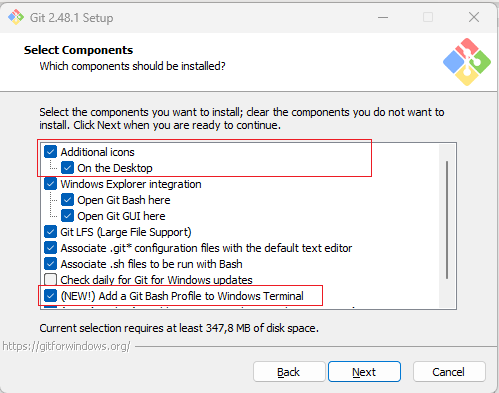 Git 2.48.1 Setup
Select Components
Which components should be installed?
Select the components you want to install; clear the components you do not want to
install. Click Next when you are ready to continue.
Additional icons
On the Desktop
Windows Explorer integration
Open Git Bash here
Open Git GUI here
Git LFS (Large File Support)
Associate .git* configuration files with the default text editor
Associate .sh files to be run with Bash
Check daily for Git for Windows updates
(NEW!) Add a Git Bash Profile to Windows Terminal
Current selection requires at least 347,8 MB of disk space.
https://gitforwindows.org/
Back
Next
Cancel